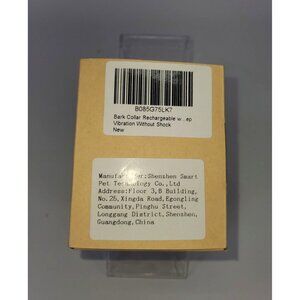 B085G75LK7
Bark Collar Rechargeable w ep
Vibration Without Shock
New
Manufacturer:Shenzhen Smart
Pet Technology Co.,Ltd
Address:Floor 3,B Building,
No.25,Xingda Road,Egongling
Community,Pinghu Street,
Longgang District,Shenzhen,
Guangdong,China